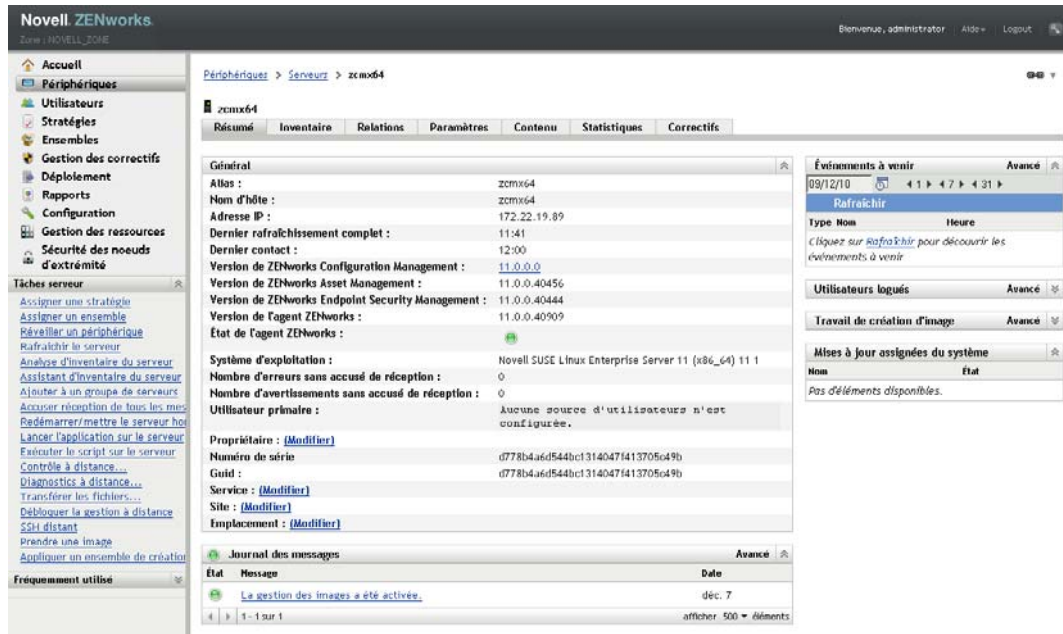 Novell ZENworks
Zone : NOVELL_ZONE
Bienvenue, administrator Aide Logout
Accueil
Périphériques
Utilisateurs
Stratégies
Ensembles
Gestion des correctifs
Déploiement
Rapports
Configuration
Gestion des ressources
Sécurité des noeuds
d'extrémité
Tâches serveur
Assigner une stratégie
Assigner un ensemble
Réveiller un périphérique
Rafraîchir le serveur
Analyse d'inventaire du serveur
Assistant d'inventaire du serveur
Ajouter à un groupe de serveurs
Accuser réception de tous les mes
Redémarrer/mettre le serveur hor
Lancer l'application sur le serveur
Exécuter le script sur le serveur
Contrôle à distance...
Diagnostics à distance...
Transférer les fichiers...
Débloquer la gestion à distance
SSH distant
Prendre une image
Appliquer un ensemble de création
Fréquemment utilisé
Périphériques > Serveurs > zcmx64
zcmx64
Résumé Inventaire Relations Paramètres Contenu Statistiques Correctifs
Général
Alias : zcmx64
Nom d'hôte : zcmx64
Adresse IP : 172.22.19.89
Dernier rafraîchissement complet : 11:41
Dernier contact : 12:00
Version de ZENworks Configuration Management : 11.0.0.0
Version de ZENworks Asset Management : 11.0.0.40456
Version de ZENworks Endpoint Security Management : 11.0.0.40444
Version de l'agent ZENworks : 11.0.0.40909
État de l'agent ZENworks :
Système d'exploitation : Novell SUSE Linux Enterprise Server 11 (x86_64) 11 1
Nombre d'erreurs sans accusé de réception : 0
Nombre d'avertissements sans accusé de réception : 0
Utilisateur primaire : Aucune source d'utilisateurs n'est
configurée.
Propriétaire : (Modifier)
Numéro de série d778b4a6d544bc1314047f413705c49b
Guid : d778b4a6d544bc1314047f413705c49b
Service : (Modifier)
Site : (Modifier)
Emplacement : (Modifier)
Journal des messages Avancé
État Message Date
La gestion des images a été activée. déc. 7
1 - 1 sur 1 afficher 500 éléments
Événements à venir Avancé
09/12/10 1 7 31
Rafraîchir
Type Nom Heure
Cliquez sur Rafraîchir pour découvrir les
événements à venir
Utilisateurs logués Avancé
Travail de création d'image Avancé
Mises à jour assignées du système
Nom État
Pas d'éléments disponibles.